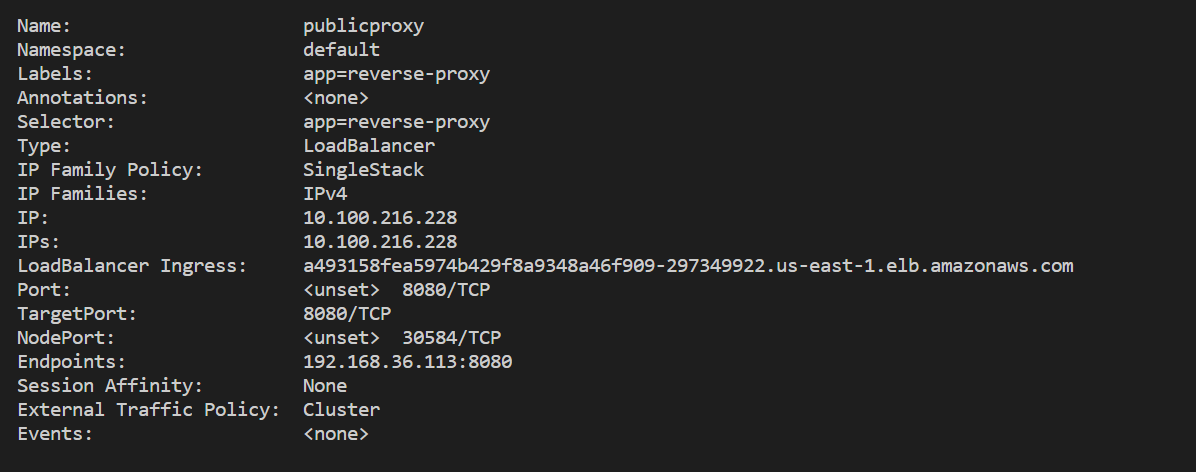 Name: publicproxy
Namespace: default
Labels: app=reverse-proxy
Annotations: <none>
Selector: app=reverse-proxy
Type: LoadBalancer
IP Family Policy: SingleStack
IP Families: IPv4
IP: 10.100.216.228
IPs: 10.100.216.228
LoadBalancer Ingress: a493158fea5974b429f8a9348a46f909-297349922.us-east-1.elb.amazonaws.com
Port: <unset> 8080/TCP
TargetPort: 8080/TCP
NodePort: <unset> 30584/TCP
Endpoints: 192.168.36.113:8080
Session Affinity: None
External Traffic Policy: Cluster
Events: <none>